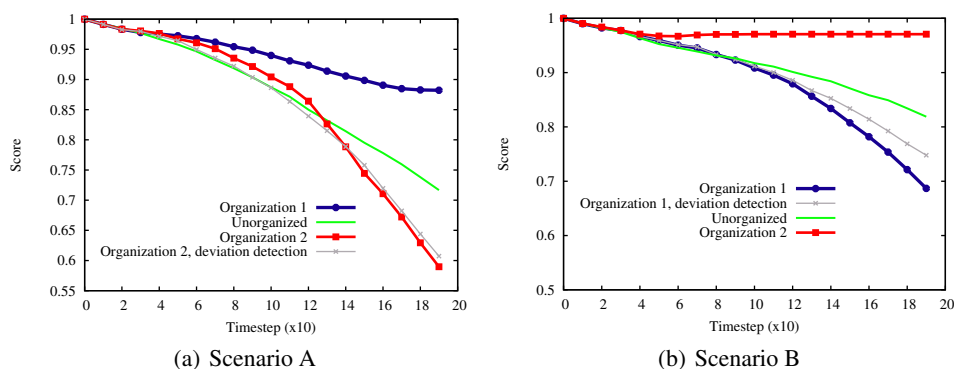 1
0.95
0.9
0.85
0.8
0.75
0.7
0.65
0.6
0.55
Score
Organization 1
Unorganized
Organization 2
Organization 2, deviation detection
0 2 4 6 8 10 12 14 16 18 20
Timestep (x10)
(a) Scenario A
1
0.9
0.8
0.7
0.6
0.5
Score
Organization 1
Organization 1, deviation detection
Unorganized
Organization 2
0 2 4 6 8 10 12 14 16 18 20
Timestep (x10)
(b) Scenario B